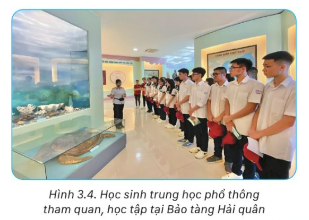 Hình 3.4. Học sinh trung học phổ thông
tham quan, học tập tại Bảo tàng Hải quân